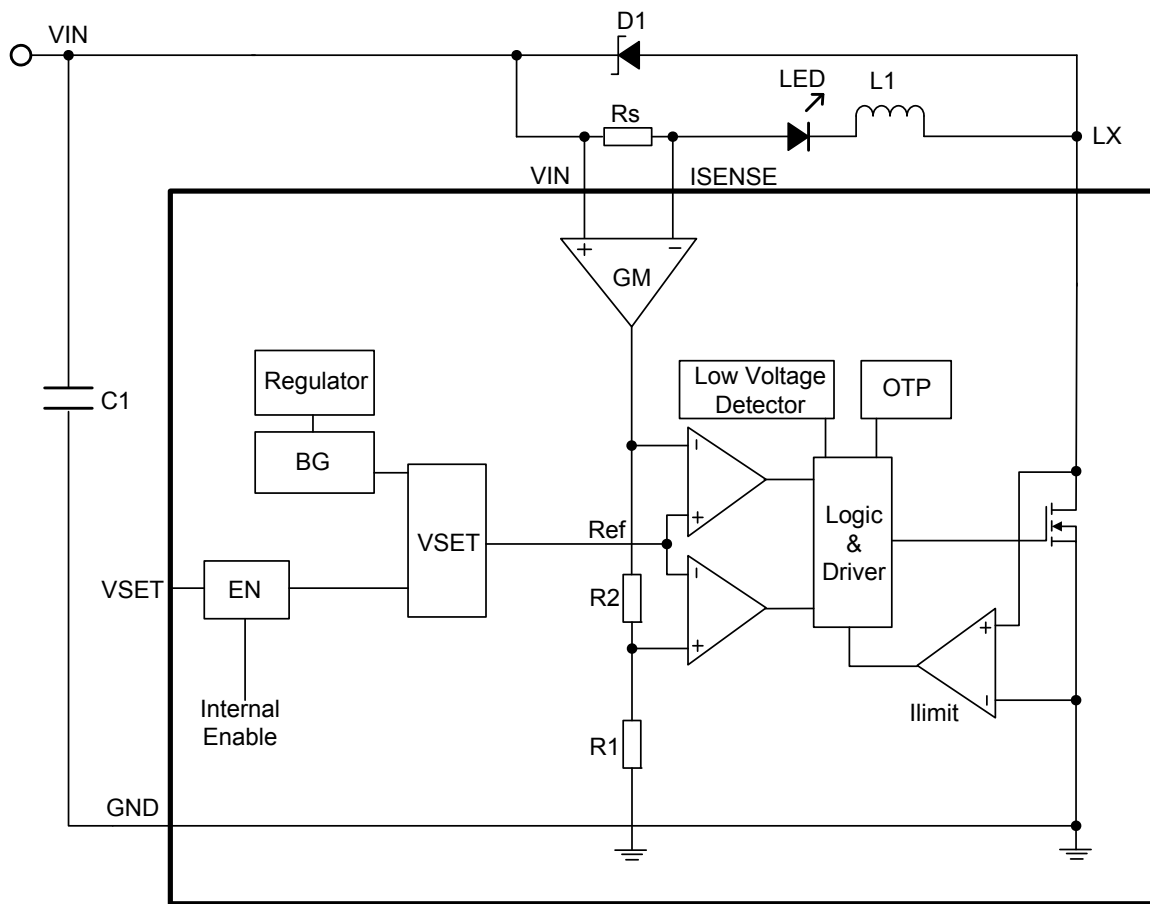 D1
VIN
LED
L1
Rs
LX
VIN
ISENSE
+
−
GM
Regulator
Low Voltage
Detector
OTP
C1
BG
−
+
Logic
&
Driver
Ref
VSET
VSET
EN
−
+
R2
+
−
Ilimit
Internal
Enable
R1
GND